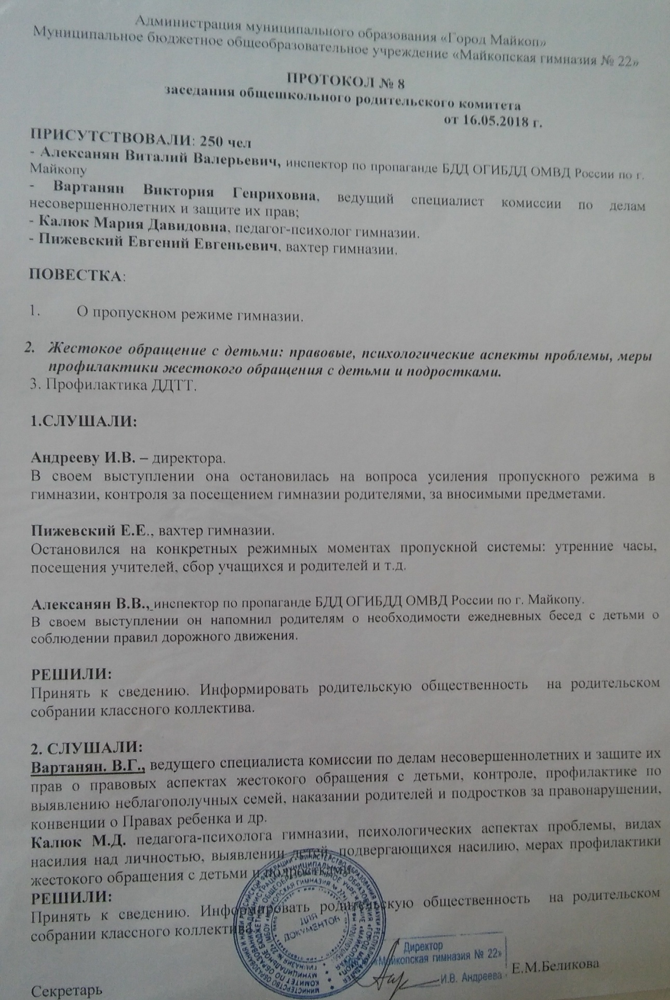 Администрация муниципального образования «Город Майкоп»
Муниципальное бюджетное общеобразовательное учреждение «Майкопская гимназия № 22»
ПРОТОКОЛ № 8
заседания общешкольного родительского комитета
от 16.05.2018 г.
ПРИСУТСТВОВАЛИ: 250 чел
- Алексанян Виталий Валерьевич, инспектор по пропаганде БДД ОГИБДД ОМВД России по г.
Майкопу
- Вартанян Виктория Генриховна, ведущий специалист комиссии по делам
несовершеннолетних и защите их прав;
- Калюк Мария Давидовна, педагог-психолог гимназии.
- Пижевский Евгений Евгеньевич, вахтер гимназии.
ПОВЕСТКА:
1. О пропускном режиме гимназии.
2. Жестокое обращение с детьми: правовые, психологические аспекты проблемы, меры
профилактики жестокого обращения с детьми и подростками.
3. Профилактика ДДТТ.
1.СЛУШАЛИ:
Андрееву И.В. – директора.
В своем выступлении она остановилась на вопроса усиления пропускного режима в
гимназии, контроля за посещением гимназии родителями, за вносимыми предметами.
Пижевский Е.Е., вахтер гимназии.
Остановился на конкретных режимных моментах пропускной системы: утренние часы,
посещения учителей, сбор учащихся и родителей и т.д.
Алексанян В.В., инспектор по пропаганде БДД ОГИБДД ОМВД России по г. Майкопу.
В своем выступлении он напомнил родителям о необходимости ежедневных бесед с детьми о
соблюдении правил дорожного движения.
РЕШИЛИ:
Принять к сведению. Информировать родительскую общественность на родительском
собрании классного коллектива.
2. СЛУШАЛИ:
Вартанян. В.Г., ведущего специалиста комиссии по делам несовершеннолетних и защите их
прав о правовых аспектах жестокого обращения с детьми, контроле, профилактике по
выявлению неблагополучных семей, наказании родителей и подростков за правонарушении,
конвенции о Правах ребенка и др.
Калюк М.Д. педагога-психолога гимназии, психологических аспектах проблемы, видах
насилия над личностью, выявлении детей, подвергающихся насилию, мерах профилактики
жестокого обращения с детьми и подростками.
РЕШИЛИ:
Принять к сведению. Информировать родительскую общественность на родительском
собрании классного коллектива.
ДЛЯ
ДОКУМЕНТОВ
Директор
«Майкопская гимназия № 22»
И.В. Андреева
Е.М.Беликова
Секретарь